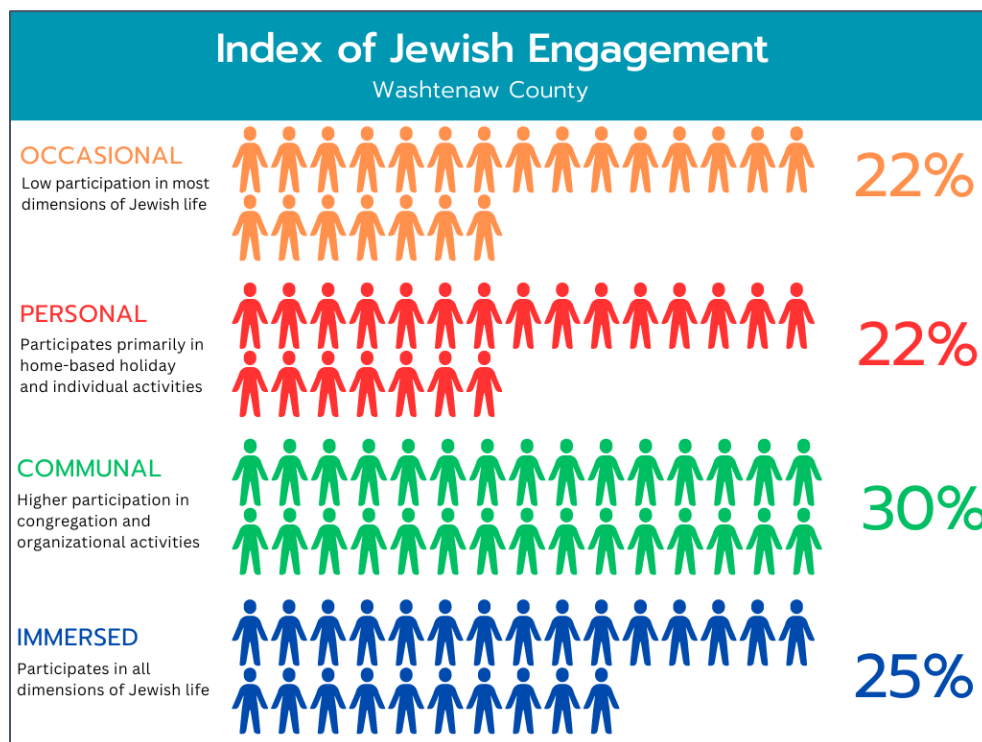 Index of Jewish Engagement
Washtenaw County
OCCASIONAL
Low participation in most
dimensions of Jewish life
22%
PERSONAL
Participates primarily in
home-based holiday
and individual activities
22%
COMMUNAL
Higher participation in
congregation and
organizational activities
30%
IMMERSED
Participates in all
dimensions of Jewish life
25%